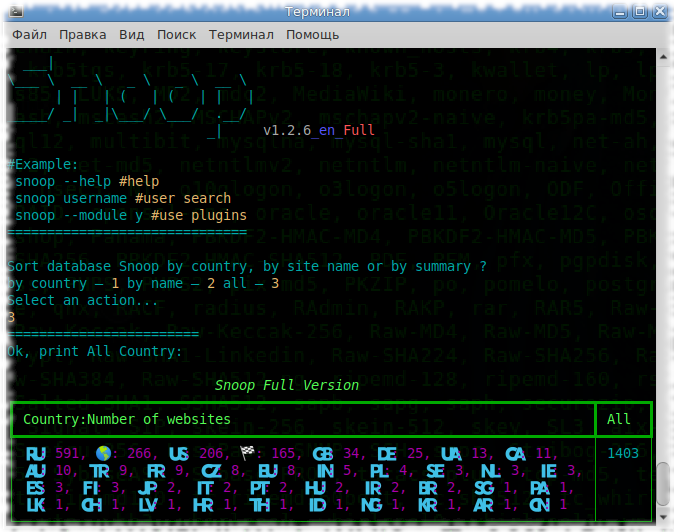 Терминал
Файл Правка Вид Поиск Терминал Помощь
v1.2.6_en_Full
#Example:
snoop --help #help
snoop username #user search
snoop --module y #use plugins
==============================
Sort database Snoop by country, by site name or by summary ?
by country — 1 by name — 2 all — 3
Select an action...
3
========================
Ok, print All Country:
Snoop Full Version
Country:Number of websites All
RU 591, 🌎: 266, US 206, 🏁: 165, GB 34, DE 25, UA 13, CA 11, 1403
AU 10, TR 9, FR 9, CZ 8, EU 8, IN 5, PL: 4, SE 3, NL: 3, IE 3,
ES 3, FI: 3, JP 2, IT: 2, PT 2, HU 2, IR 2, BR 2, SG 1, PA 1,
LK 1, CH 1, LV 1, HR 1, TH 1, ID 1, NG 1, KR 1, AR 1, CN 1